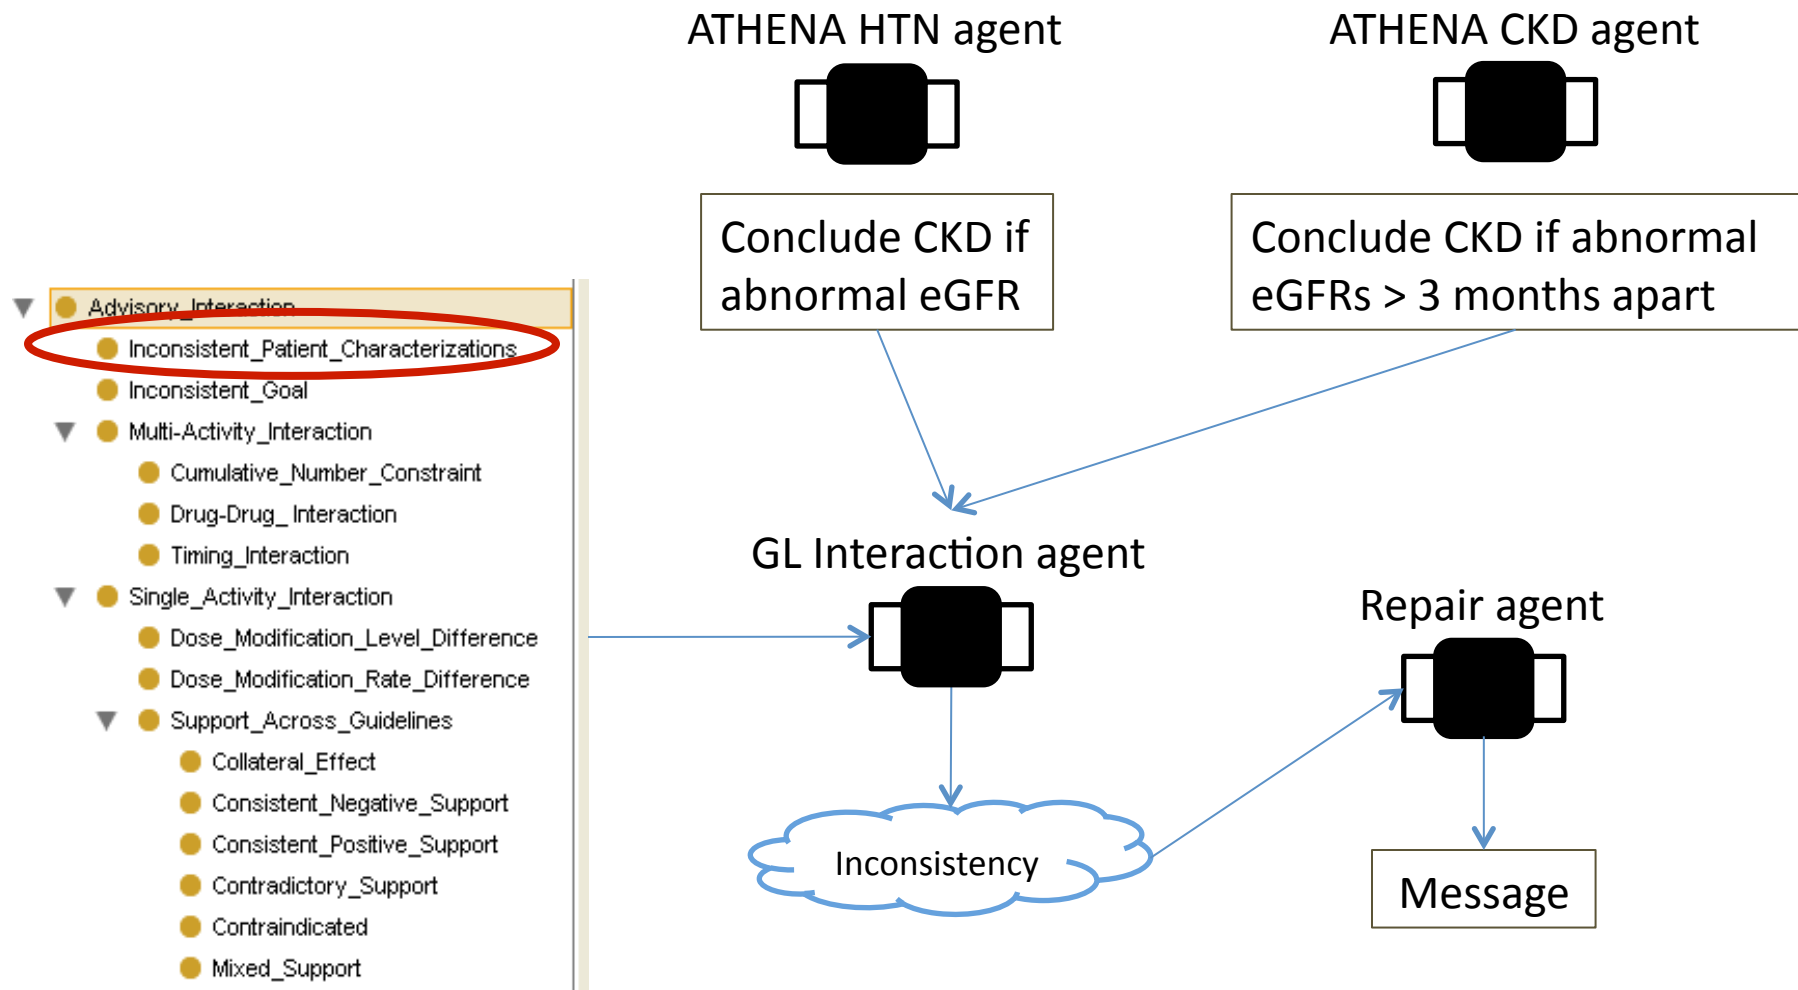 ATHENA HTN agent
ATHENA CKD agent
Conclude CKD if
abnormal eGFR
Conclude CKD if abnormal
eGFRs > 3 months apart
Advisory_Interaction
Inconsistent_Patient_Characterizations
Inconsistent_Goal
Multi-Activity_Interaction
Cumulative_Number_Constraint
Drug-Drug_ Interaction
Timing_Interaction
Single_Activity_Interaction
Dose_Modification_Level_Difference
Dose_Modification_Rate_Difference
Support_Across_Guidelines
Collateral_Effect
Consistent_Negative_Support
Consistent_Positive_Support
Contradictory_Support
Contraindicated
Mixed_Support
GL Interaction agent
Repair agent
Inconsistency
Message